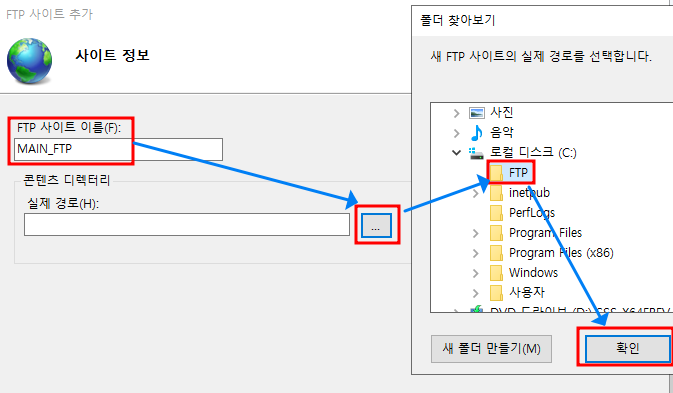 FTP 사이트 추가
사이트 정보
FTP 사이트 이름(F):
MAIN_FTP
콘텐츠 디렉터리
실제 경로(H):
...
폴더 찾아보기
새 FTP 사이트의 실제 경로를 선택합니다.
사진
음악
로컬 디스크 (C:)
FTP
inetpub
PerfLogs
Program Files
Program Files (x86)
Windows
사용자
DVD 드라이브 (D:)
새 폴더 만들기(M)
확인